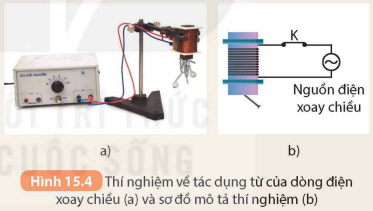 K
Nguồn điện
xoay chiều
a)
b)
Hình 15.4 Thí nghiệm về tác dụng từ của dòng điện
xoay chiều (a) và sơ đồ mô tả thí nghiệm (b)